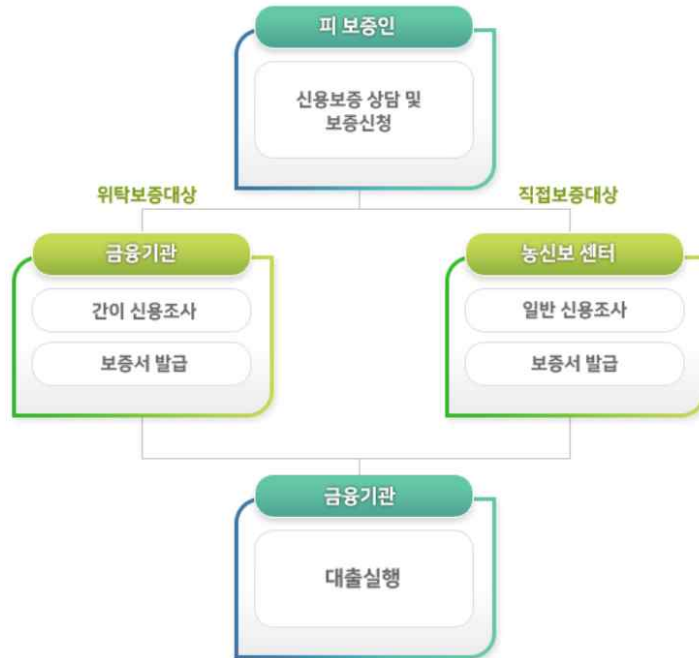 피 보증인
신용보증 상담 및
보증신청
위탁보증대상
직접보증대상
금융기관
간이 신용조사
보증서 발급
농신보 센터
일반 신용조사
보증서 발급
금융기관
대출실행